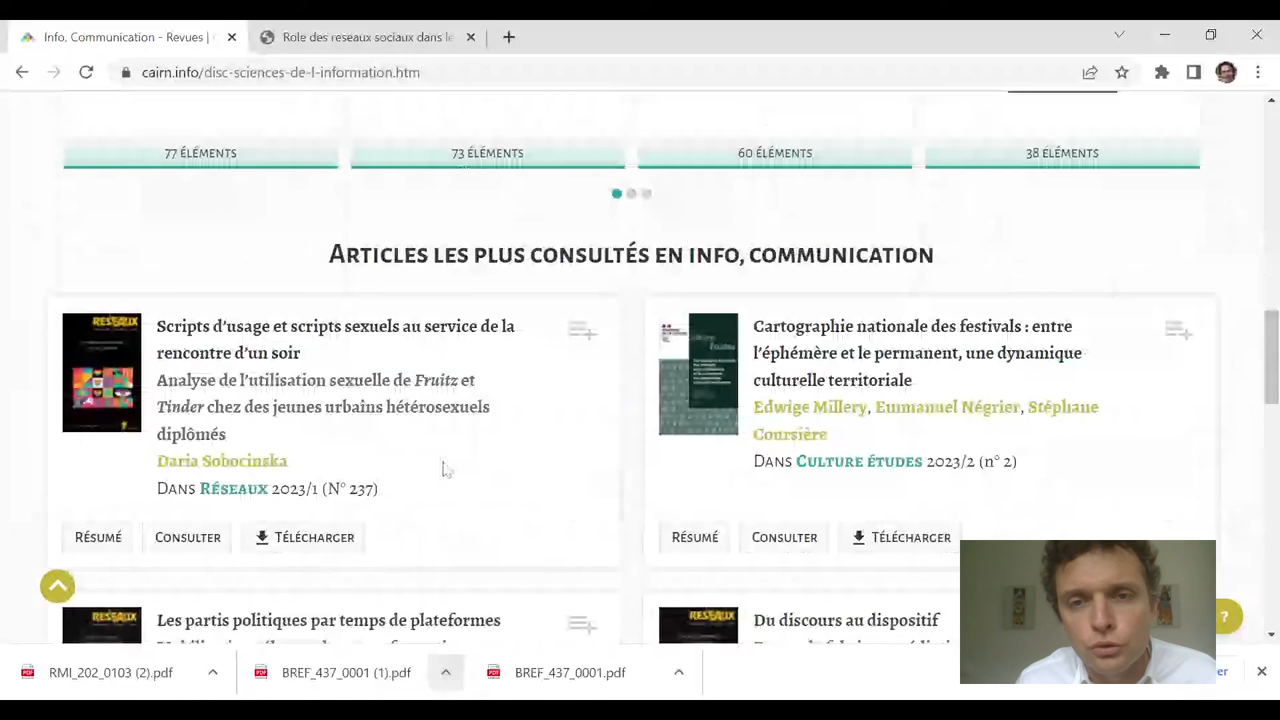 Info, Communication - Revues |
Role des reseaux sociaux dans le
cairn.info/disc-sciences-de-l-information.htm
77 ÉLÉMENTS
73 ÉLÉMENTS
60 ÉLÉMENTS
38 ÉLÉMENTS
ARTICLES LES PLUS CONSULTÉS EN INFO, COMMUNICATION
RÉSEAUX
Scripts d'usage et scripts sexuels au service de la
rencontre d'un soir
Analyse de l'utilisation sexuelle de Fruitz et
Tinder chez des jeunes urbains hétérosexuels
diplômés
Daria Sobocinska
DANS RÉSEAUX 2023/1 (N° 237)
RÉSUMÉ
CONSULTER
TÉLÉCHARGER
Cartographie nationale des festivals : entre
l'éphémère et le permanent, une dynamique
culturelle territoriale
Edwige Millery, Emmanuel Négrier, Stéphane
Coursière
DANS CULTURE ÉTUDES 2023/2 (n° 2)
RÉSUMÉ
CONSULTER
TÉLÉCHARGER
RÉSEAUX
Les partis politiques par temps de plateformes
RÉSEAUX
Du discours au dispositif
?
RMI_202_0103 (2).pdf
BREF_437_0001 (1).pdf
BREF_437_0001.pdf